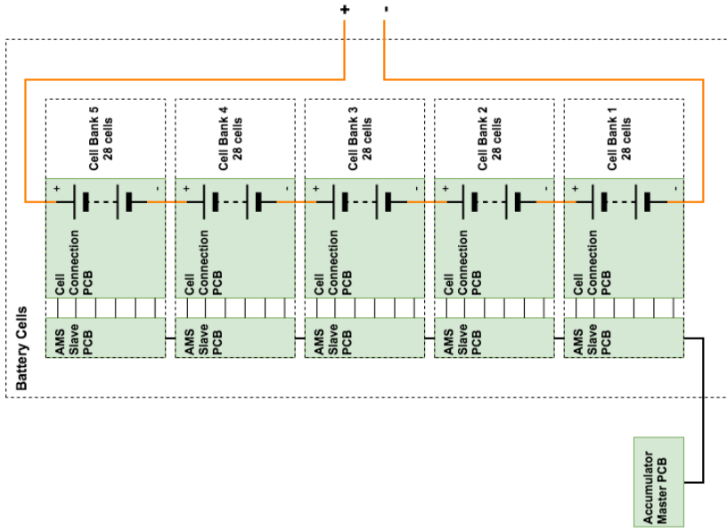 +
-
Battery Cells
Cell Bank 5
28 cells
+
-
Cell
Connection
PCB
AMS
Slave
PCB
Cell Bank 4
28 cells
+
-
Cell
Connection
PCB
AMS
Slave
PCB
Cell Bank 3
28 cells
+
-
Cell
Connection
PCB
AMS
Slave
PCB
Cell Bank 2
28 cells
+
-
Cell
Connection
PCB
AMS
Slave
PCB
Cell Bank 1
28 cells
+
-
Cell
Connection
PCB
AMS
Slave
PCB
Accumulator
Master PCB